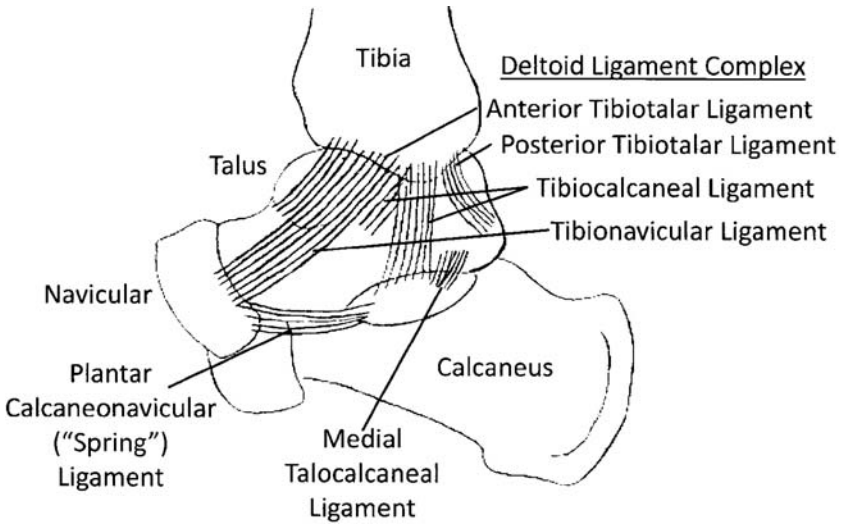 Tibia
Deltoid Ligament Complex
Anterior Tibiotalar Ligament
Posterior Tibiotalar Ligament
Talus
Tibiocalcaneal Ligament
Tibionavicular Ligament
Navicular
Calcaneus
Plantar
Calcaneonavicular
(“Spring”)
Ligament
Medial
Talocalcaneal
Ligament